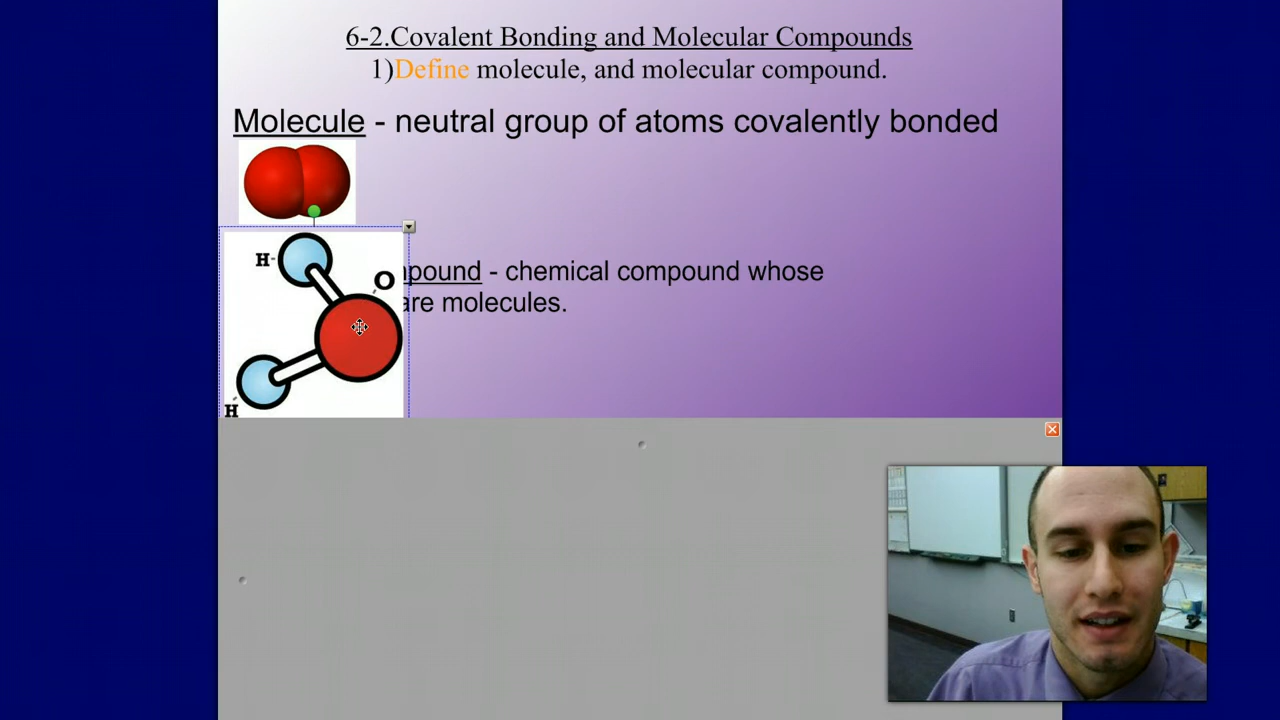 6-2.Covalent Bonding and Molecular Compounds
1)Define molecule, and molecular compound.
Molecule - neutral group of atoms covalently bonded
H
O
pound - chemical compound whose
are molecules.
H